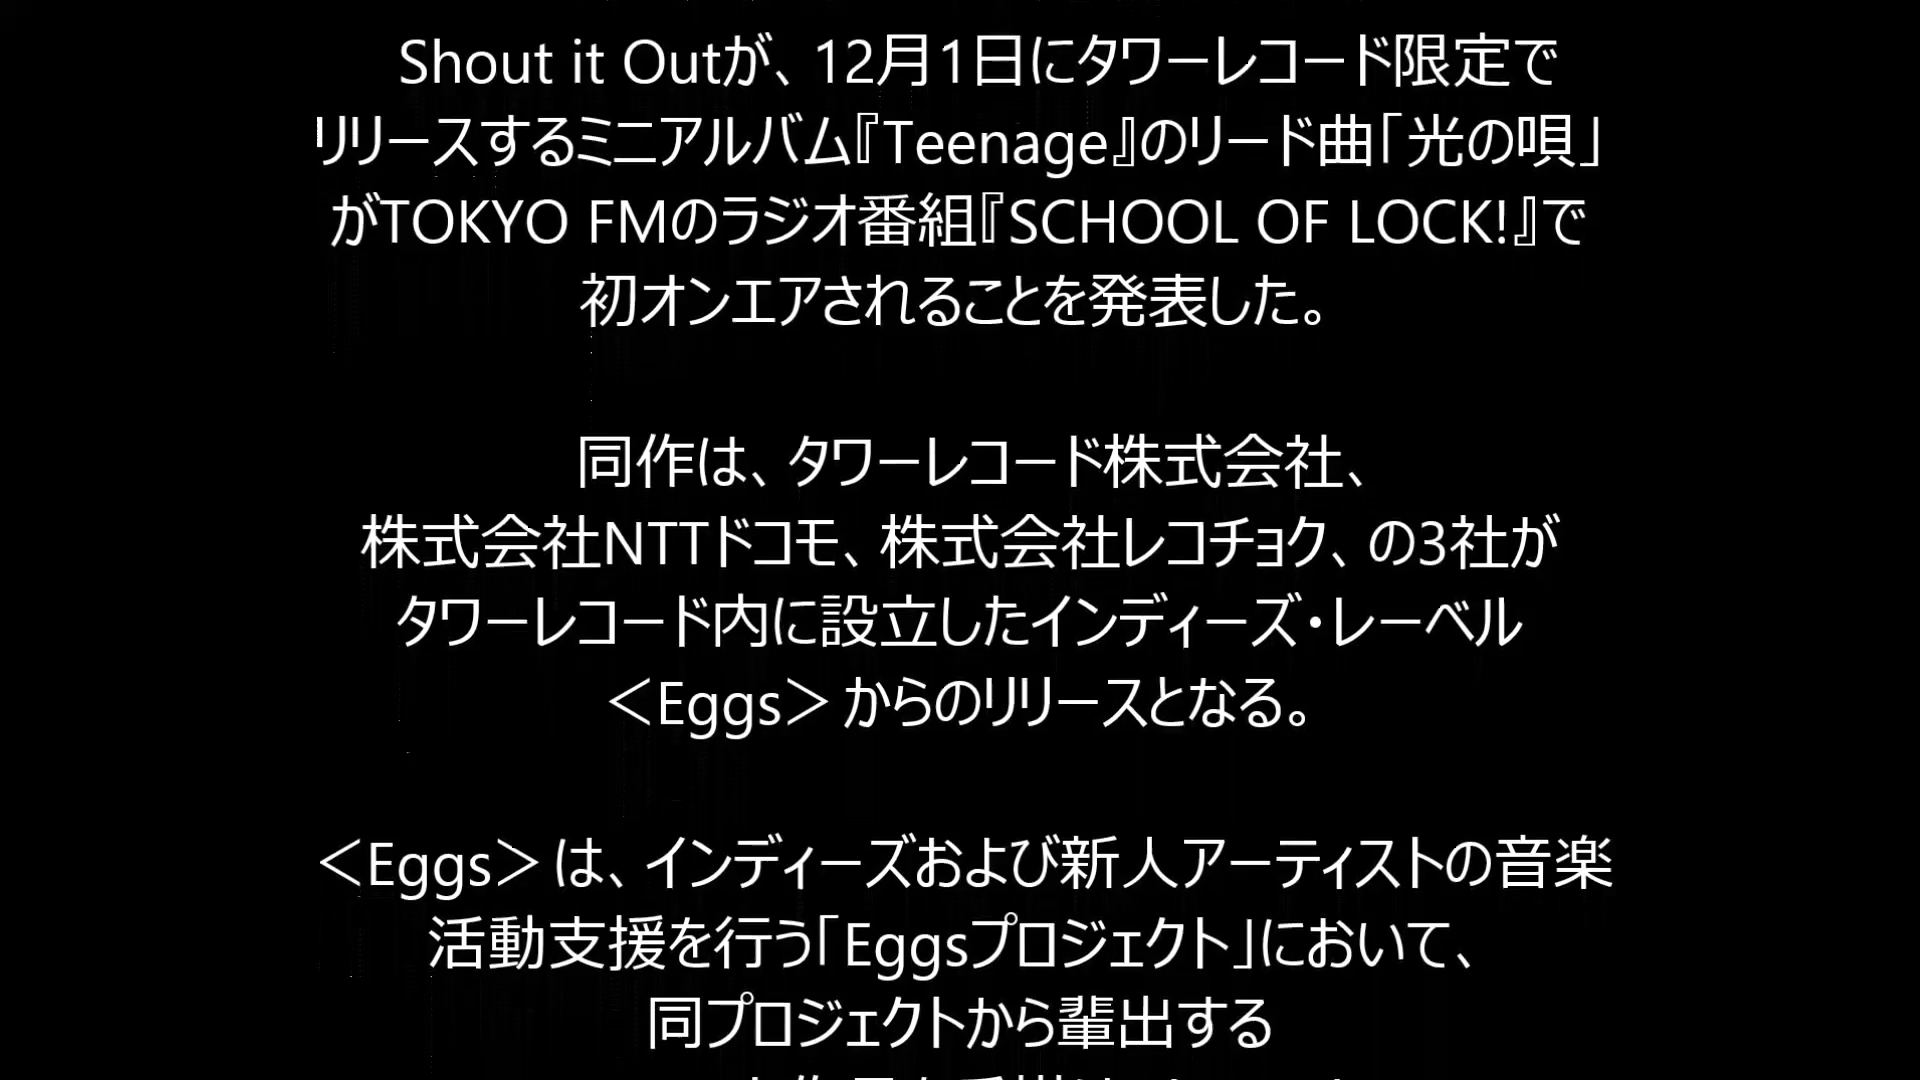 Shout it Outが、12月1日にタワーレコード限定で
リリースするミニアルバム『Teenage』のリード曲「光の唄」
がTOKYO FMのラジオ番組『SCHOOL OF LOCK!』で
初オンエアされることを発表した。
同作は、タワーレコード株式会社、
株式会社NTTドコモ、株式会社レコチョク、の3社が
タワーレコード内に設立したインディーズ・レーベル
＜Eggs＞からのリリースとなる。
＜Eggs＞は、インディーズおよび新人アーティストの音楽
活動支援を行う「Eggsプロジェクト」において、
同プロジェクトから輩出する